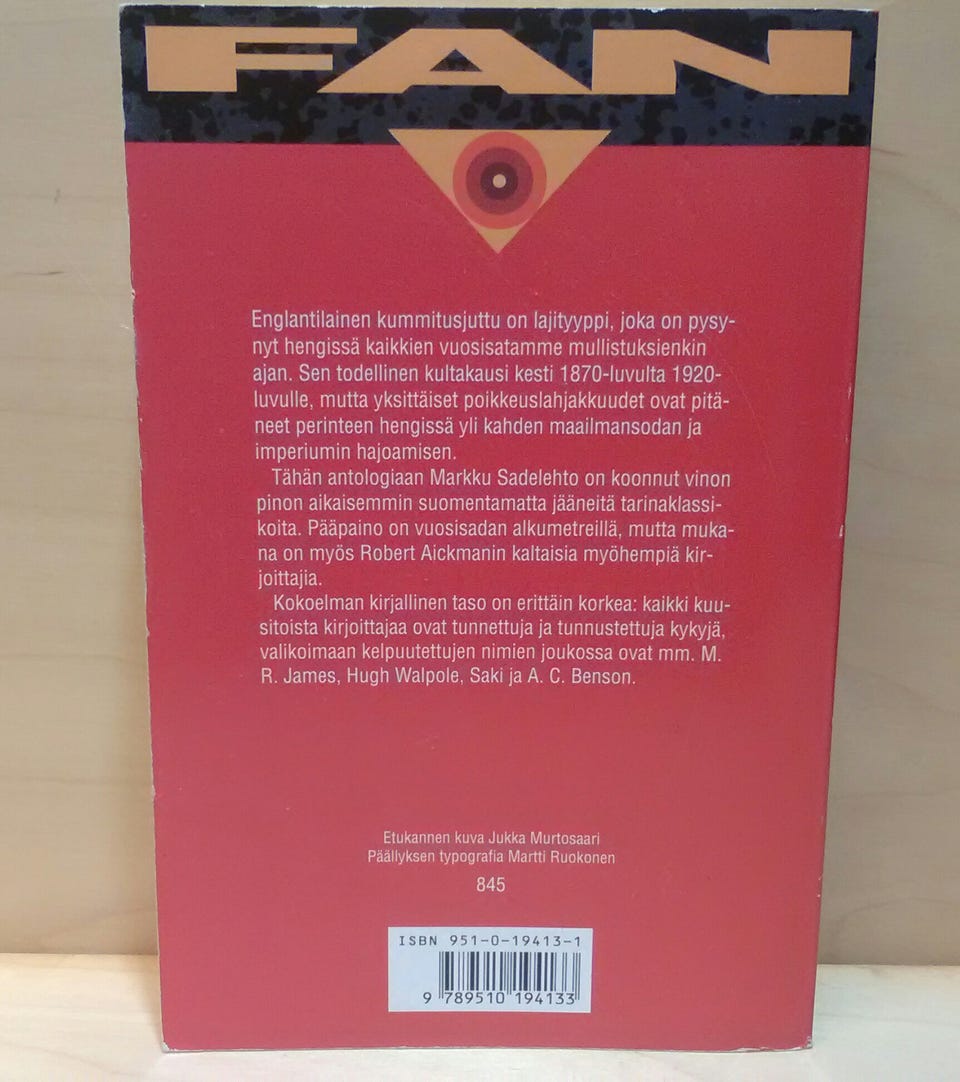 FAN
Englantilainen kummitusjuttu on lajityyppi, joka on pysy-
nyt hengissä kaikkien vuosisatamme mullistuksienkin
ajan. Sen todellinen kultakausi kesti 1870-luvulta 1920-
luvulle, mutta yksittäiset poikkeuslahjakkuudet ovat pitä-
neet perinteen hengissä yli kahden maailmansodan ja
imperiumin hajoamisen.
Tähän antologiaan Markku Sadelehto on koonnut vinon
pinon aikaisemmin suomentamatta jääneitä tarinaklassi-
koita. Pääpaino on vuosisadan alkumetreillä, mutta muka-
na on myös Robert Aickmanin kaltaisia myöhempiä kir-
joittajia.
Kokoelman kirjallinen taso on erittäin korkea: kaikki kuu-
sitoista kirjoittajaa ovat tunnettuja ja tunnustettuja kykyjä,
valikoimaan kelpuutettujen nimien joukossa ovat mm. M.
R. James, Hugh Walpole, Saki ja A. C. Benson.
Etukannen kuva Jukka Murtosaari
Päällyksen typografia Martti Ruokonen
845
ISBN 951-0-19413-1
9 789510 194133